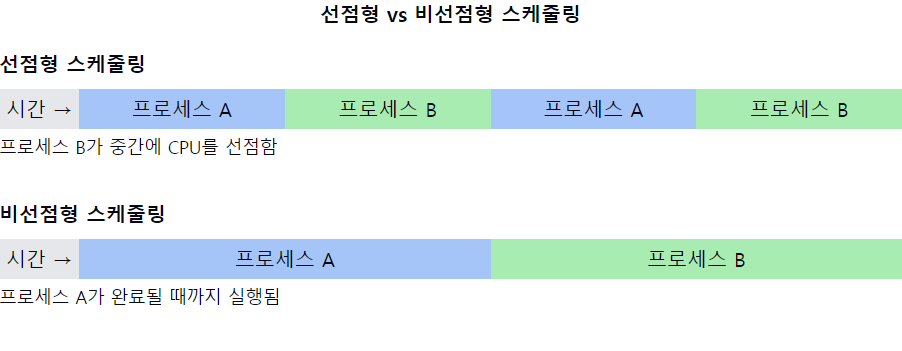 선점형 vs 비선점형 스케줄링
선점형 스케줄링
시간 → 프로세스 A 프로세스 B 프로세스 A 프로세스 B
프로세스 B가 중간에 CPU를 선점함
비선점형 스케줄링
시간 → 프로세스 A 프로세스 B
프로세스 A가 완료될 때까지 실행됨